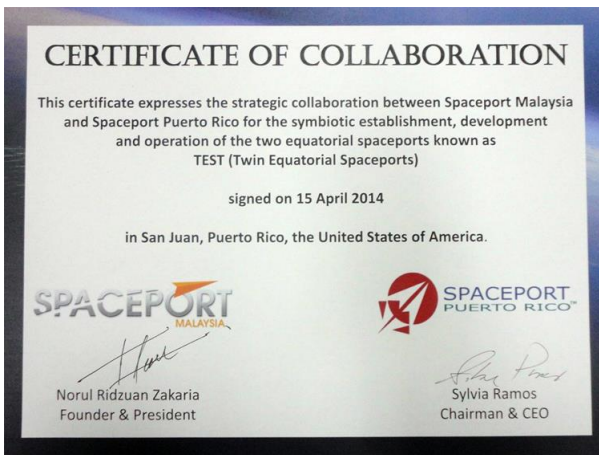 CERTIFICATE OF COLLABORATION
This certificate expresses the strategic collaboration between Spaceport Malaysia
and Spaceport Puerto Rico for the symbiotic establishment, development
and operation of the two equatorial spaceports known as
TEST (Twin Equatorial Spaceports)
signed on 15 April 2014
in San Juan, Puerto Rico, the United States of America.
SPACEPORT
MALAYSIA
SPACEPORT
PUERTO RICO™
Norul Ridzuan Zakaria
Founder & President
Sylvia Ramos
Chairman & CEO